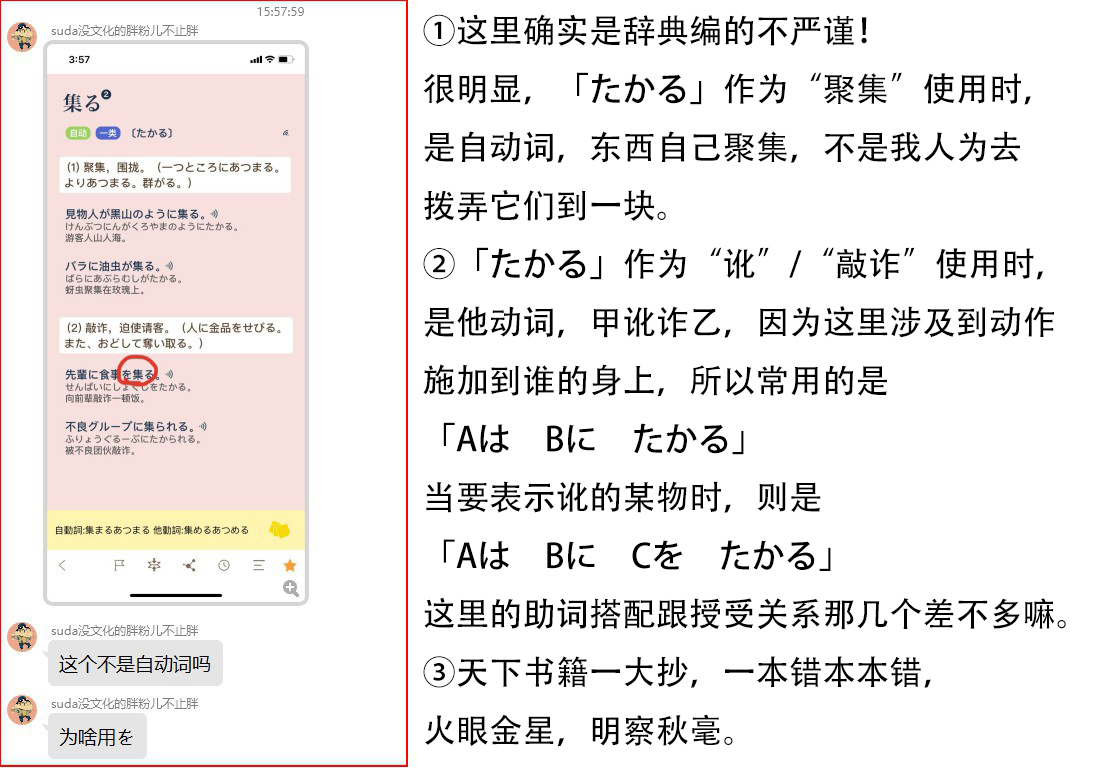 15:57:59
suda没文化的胖粉儿不止胖
3:57
集る②
自动 一类 〔たかる〕
(1) 聚集，围拢。（一つところにあつまる。
よりあつまる。群がる。）
見物人が黒山のように集る。
けんぶつにんがくろやまのようにたかる。
游客人山人海。
バラに油虫が集る。
ばらにあぶらむしがたかる。
蚜虫聚集在玫瑰上。
(2) 敲诈，迫使请客。（人に金品をせびる。
また、おどして奪い取る。）
先輩に食事を集る。
せんぱいにしょくじをたかる。
向前辈敲诈一顿饭。
不良グループに集られる。
ふりょうぐるーぷにたかられる。
被不良团伙敲诈。
自動詞:集まるあつまる 他動詞:集めるあつめる
suda没文化的胖粉儿不止胖
这个不是自动词吗
suda没文化的胖粉儿不止胖
为啥用を
①这里确实是辞典编的不严谨！
很明显，「たかる」作为“聚集”使用时，
是自动词，东西自己聚集，不是我人为去
拨弄它们到一块。
②「たかる」作为“讹”/“敲诈”使用时，
是他动词，甲讹诈乙，因为这里涉及到动作
施加到谁的身上，所以常用的是
「Aは　Bに　たかる」
当要表示讹的某物时，则是
「Aは　Bに　Cを　たかる」
这里的助词搭配跟授受关系那几个差不多嘛。
③天下书籍一大抄，一本错本本错，
火眼金星，明察秋毫。